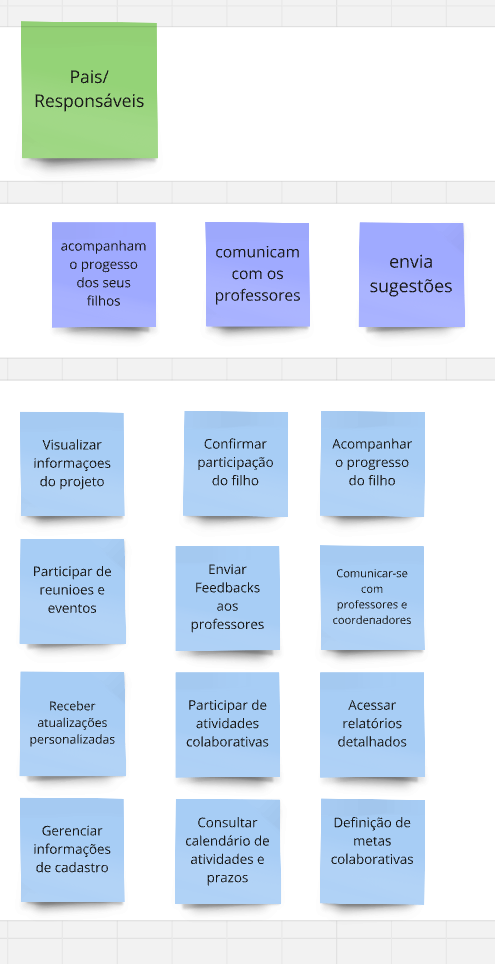 Pais/
Responsáveis
acompanham
o progesso
dos seus
filhos
comunicam
com os
professores
envia
sugestões
Visualizar
informaçoes
do projeto
Confirmar
participação
do filho
Acompanhar
o progresso
do filho
Participar de
reunioes e
eventos
Enviar
Feedbacks
aos
professores
Comunicar-se
com
professores e
coordenadores
Receber
atualizações
personalizadas
Participar de
atividades
colaborativas
Acessar
relatórios
detalhados
Gerenciar
informações
de cadastro
Consultar
calendário de
atividades e
prazos
Definição de
metas
colaborativas